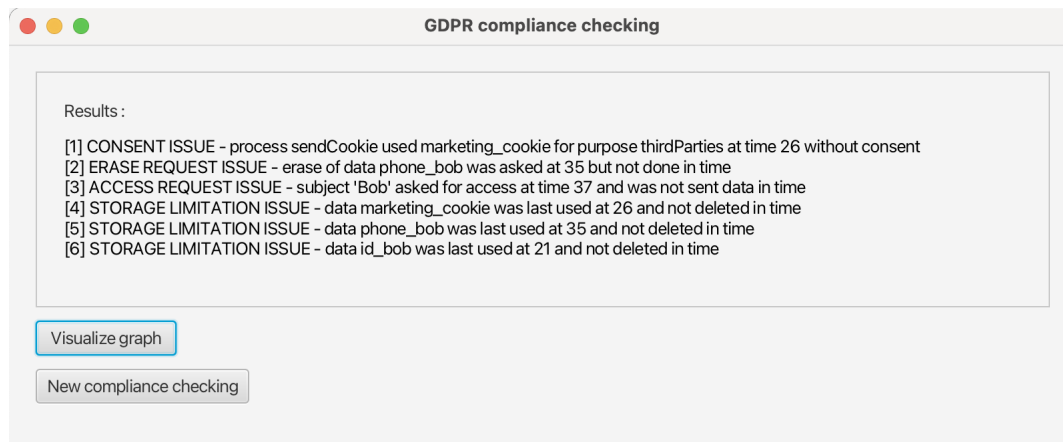 GDPR compliance checking
Results :
[1] CONSENT ISSUE - process sendCookie used marketing_cookie for purpose thirdParties at time 26 without consent
[2] ERASE REQUEST ISSUE - erase of data phone_bob was asked at 35 but not done in time
[3] ACCESS REQUEST ISSUE - subject 'Bob' asked for access at time 37 and was not sent data in time
[4] STORAGE LIMITATION ISSUE - data marketing_cookie was last used at 26 and not deleted in time
[5] STORAGE LIMITATION ISSUE - data phone_bob was last used at 35 and not deleted in time
[6] STORAGE LIMITATION ISSUE - data id_bob was last used at 21 and not deleted in time
Visualize graph
New compliance checking